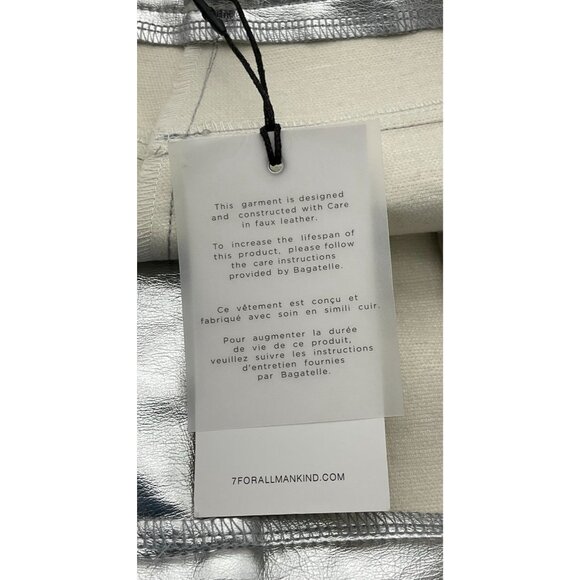 This garment is designed
and constructed with Care
in faux leather.
To increase the lifespan of
this product, please follow
the care instructions
provided by Bagatelle.
Ce vêtement est conçu et
fabriqué avec soin en simili cuir.
Pour augmenter la durée
de vie de ce produit,
veuillez suivre les instructions
d'entretien fournies
par Bagatelle.
7FORALLMANKIND.COM